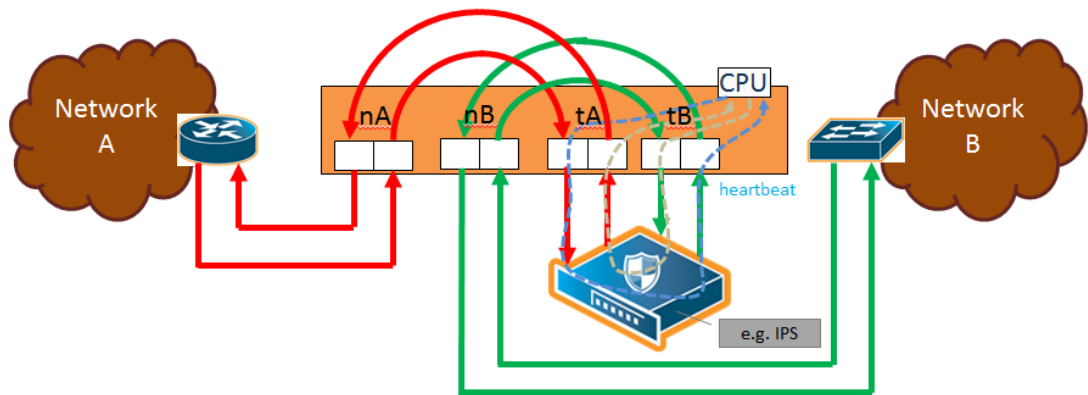 Network
A
nA
nB
tA
tB
CPU
Network
B
heartbeat
e.g. IPS